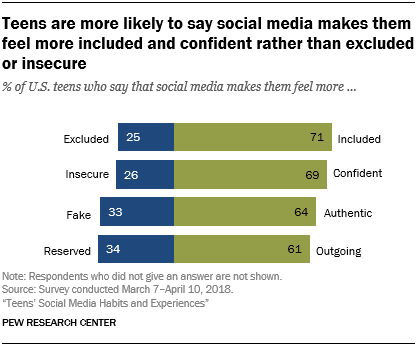 Teens are more likely to say social media makes them
feel more included and confident rather than excluded
or insecure
% of U.S. teens who say that social media makes them feel more ...
Excluded 25 71 Included
Insecure 26 69 Confident
Fake 33 64 Authentic
Reserved 34 61 Outgoing
Note: Respondents who did not give an answer are not shown.
Source: Survey conducted March 7–April 10, 2018.
“Teens’ Social Media Habits and Experiences”
PEW RESEARCH CENTER